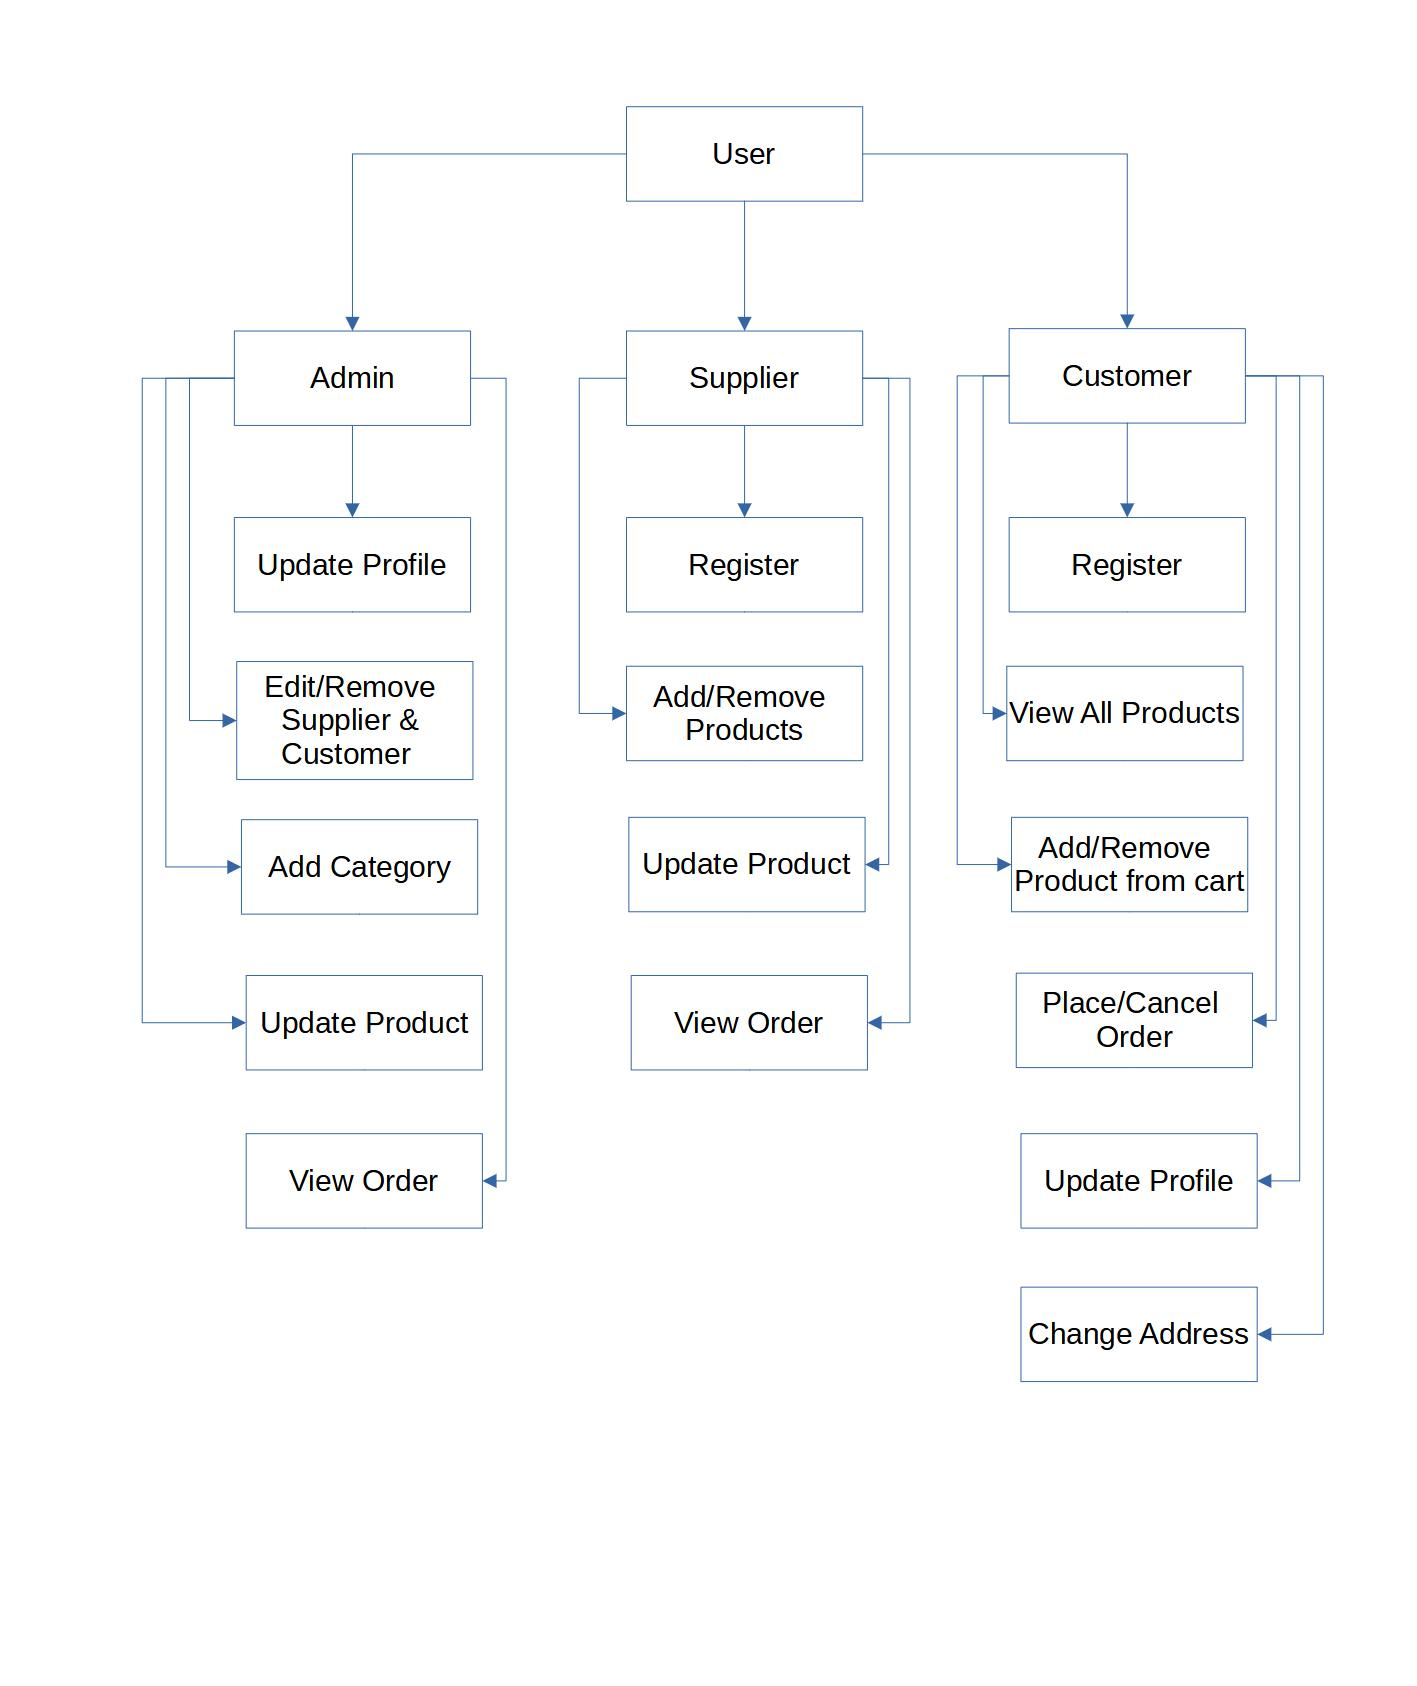 User
Admin
Supplier
Customer
Update Profile
Register
Register
Edit/Remove
Supplier &
Customer
Add/Remove
Products
View All Products
Add Category
Update Product
Add/Remove
Product from cart
Update Product
View Order
Place/Cancel
Order
View Order
Update Profile
Change Address